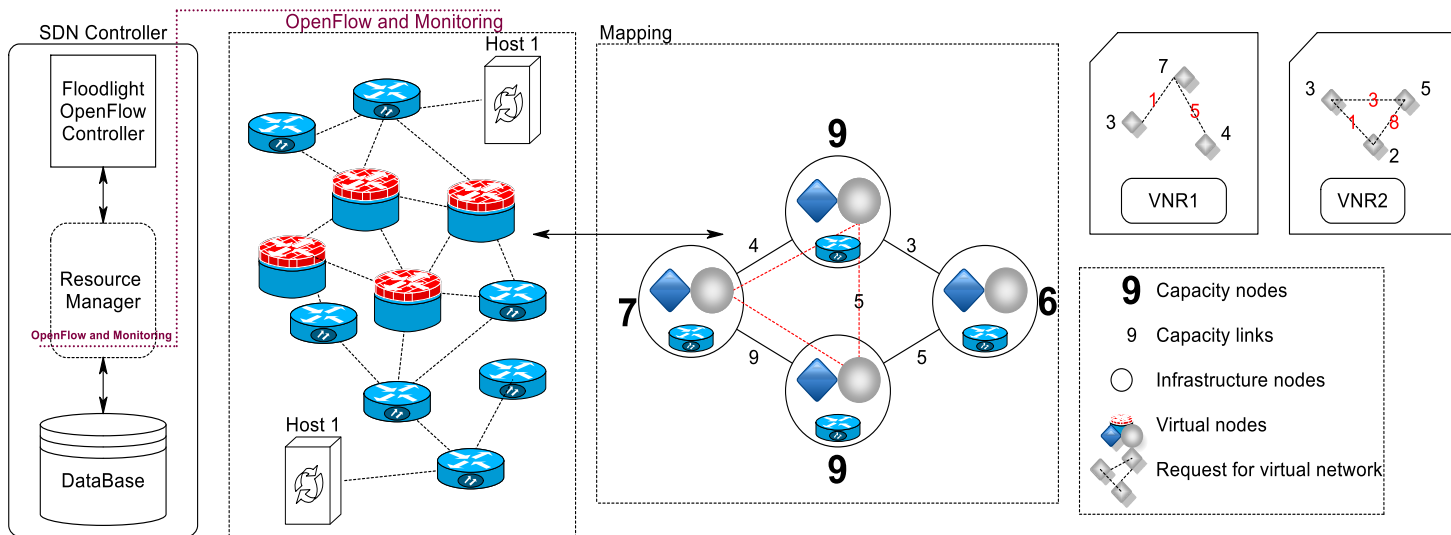 OpenFlow and Monitoring
SDN Controller
Floodlight
OpenFlow
Controller
Resource
Manager
OpenFlow and Monitoring
DataBase
Host 1
Host 1
Mapping
9
4
3
7
5
6
9
5
9
7
1
5
3
4
VNR1
3
3
5
1
8
2
VNR2
9 Capacity nodes
9 Capacity links
Infrastructure nodes
Virtual nodes
Request for virtual network